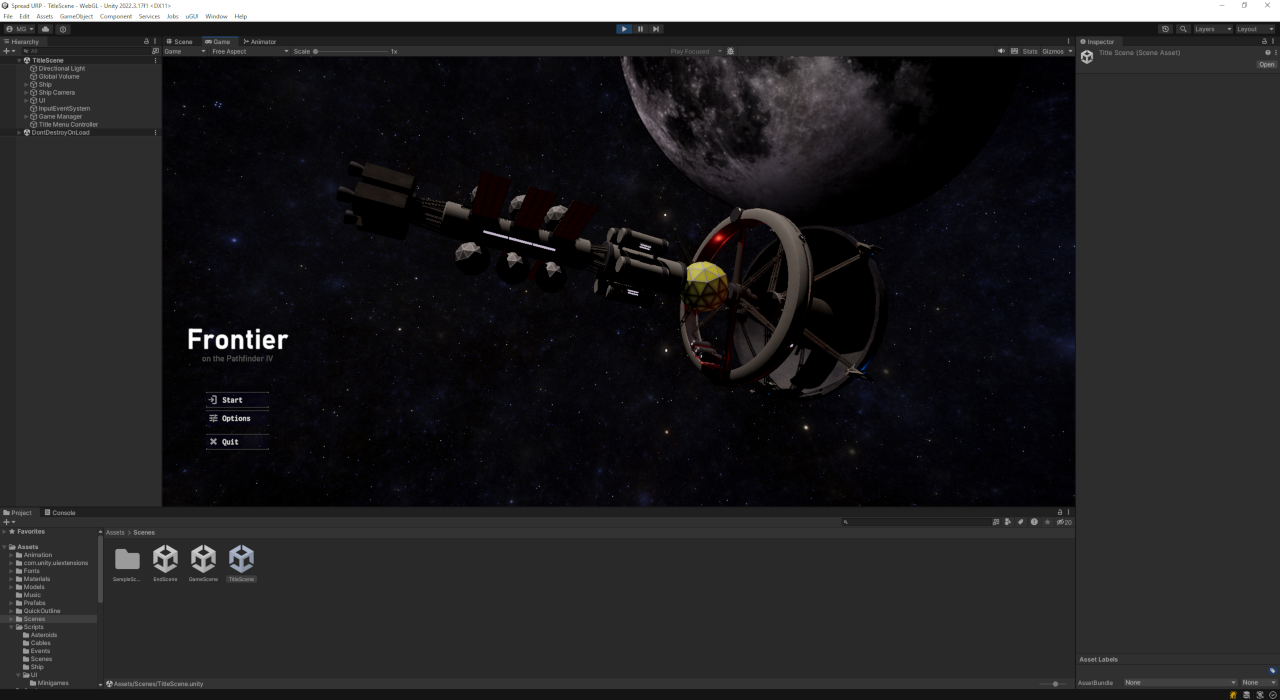 Spread URP - TitleScene - WebGL - Unity 2022.3.17f1 <DX11>
File Edit Assets GameObject Component Services Jobs uGUI Window Help
MG
Layers Layout
Hierarchy
Scene Game Animator
Inspector
All
Game Free Aspect Scale 1x Play Focused Stats Gizmos
Title Scene (Scene Asset)
Open
TitleScene
Directional Light
Global Volume
Ship
Ship Camera
UI
InputEventSystem
Game Manager
Title Menu Controller
DontDestroyOnLoad
Frontier
on the Pathfinder IV
Start
Options
Quit
Project Console
20
Favorites
Assets > Scenes
Assets
Animation
com.unity.uiextensions
Fonts
Materials
Models
Music
Prefabs
QuickOutline
Scenes
Scripts
Asteroids
Cables
Events
Scenes
Ship
UI
Minigames
SampleSc...
EndScene
GameScene
TitleScene
Assets/Scenes/TitleScene.unity
Asset Labels
AssetBundle None None